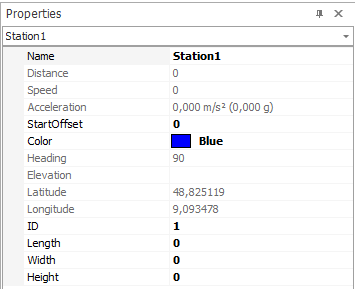 Properties
Station1
Name Station1
Distance 0
Speed 0
Acceleration 0,000 m/s² (0,000 g)
StartOffset 0
Color Blue
Heading 90
Elevation
Latitude 48,825119
Longitude 9,093478
ID 1
Length 0
Width 0
Height 0